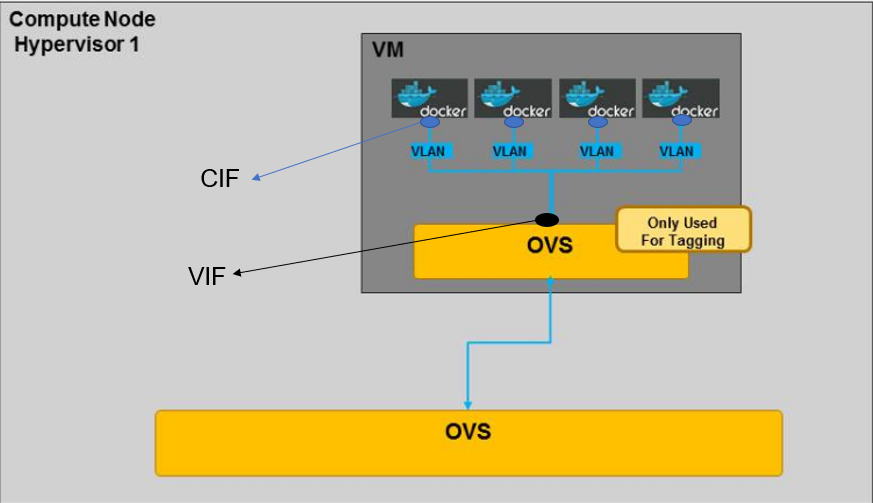 Compute Node
Hypervisor 1
VM
docker
docker
docker
docker
VLAN
VLAN
VLAN
VLAN
CIF
Only Used
For Tagging
OVS
VIF
OVS